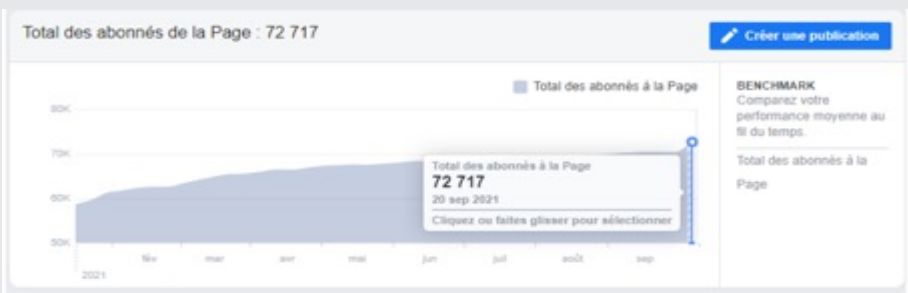 Total des abonnés de la Page : 72 717
Créer une publication
Total des abonnés à la Page
BENCHMARK
Comparez votre
performance moyenne au
fil du temps.
Total des abonnés à la
Page
80K
70K
60K
50K
Total des abonnés à la Page
72 717
20 sep 2021
Cliquez ou faites glisser pour sélectionner
fév mar avr mai jun juil août sep
2021